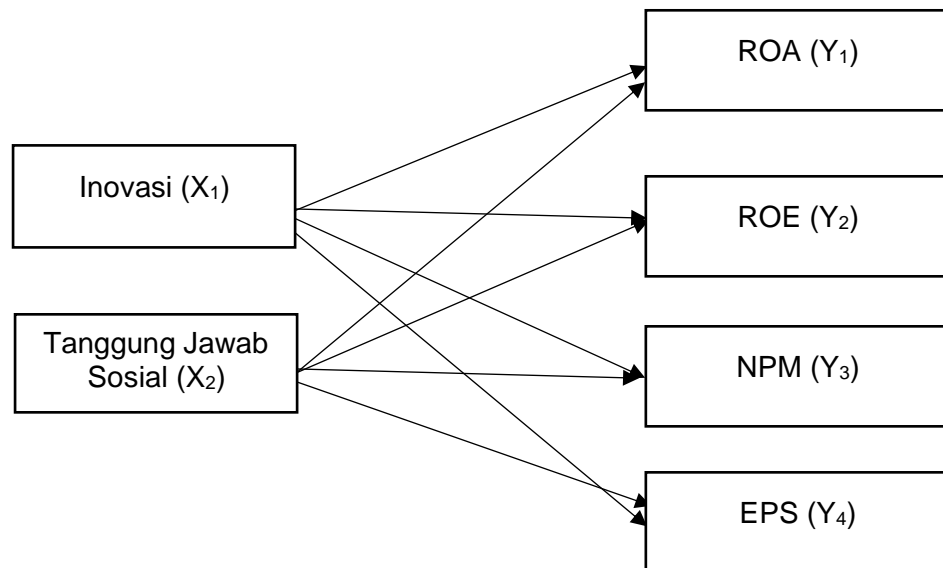 ROA (Y₁)
Inovasi (X₁)
ROE (Y₂)
Tanggung Jawab
Sosial (X₂)
NPM (Y₃)
EPS (Y₄)